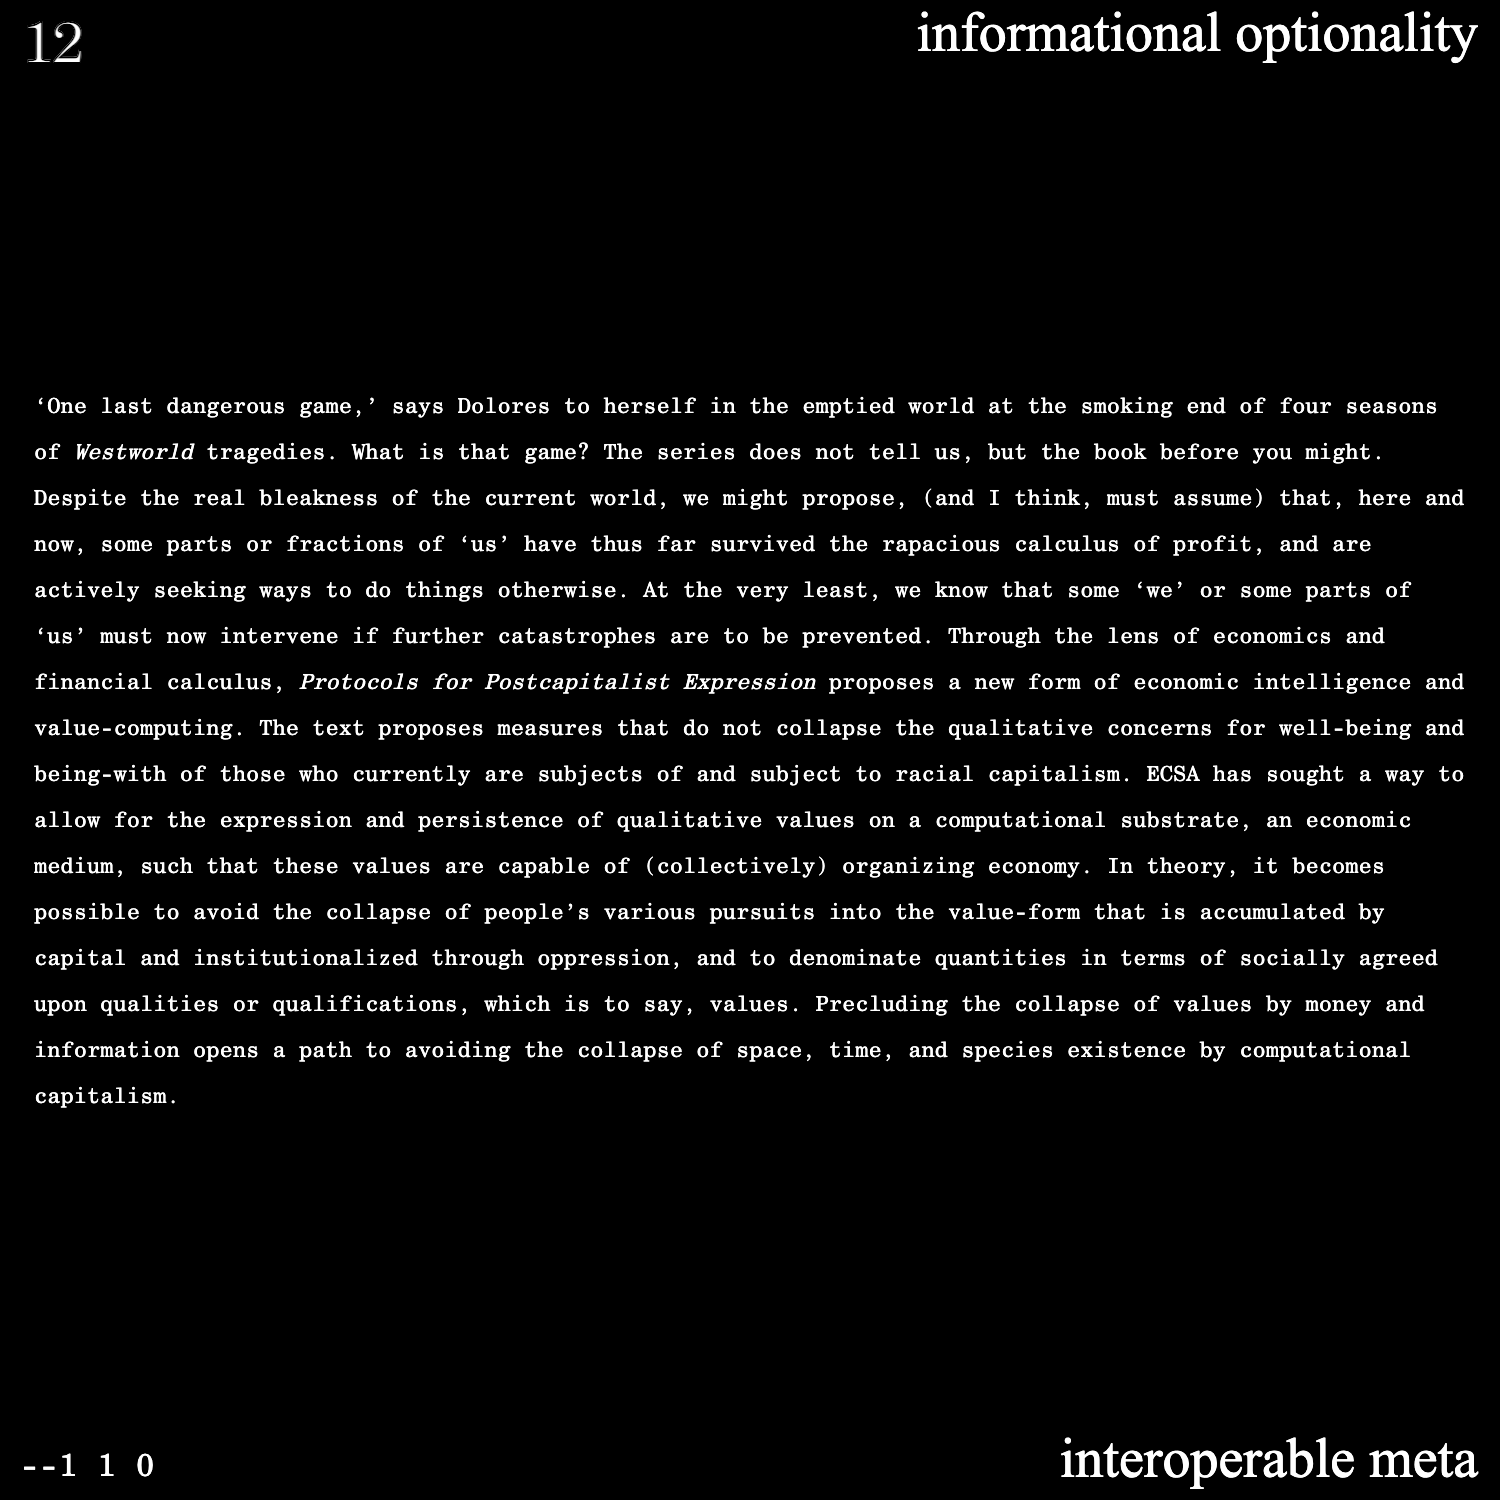 12
informational optionality
‘One last dangerous game,’ says Dolores to herself in the emptied world at the smoking end of four seasons
of Westworld tragedies. What is that game? The series does not tell us, but the book before you might.
Despite the real bleakness of the current world, we might propose, (and I think, must assume) that, here and
now, some parts or fractions of ‘us’ have thus far survived the rapacious calculus of profit, and are
actively seeking ways to do things otherwise. At the very least, we know that some ‘we’ or some parts of
‘us’ must now intervene if further catastrophes are to be prevented. Through the lens of economics and
financial calculus, Protocols for Postcapitalist Expression proposes a new form of economic intelligence and
value-computing. The text proposes measures that do not collapse the qualitative concerns for well-being and
being-with of those who currently are subjects of and subject to racial capitalism. ECSA has sought a way to
allow for the expression and persistence of qualitative values on a computational substrate, an economic
medium, such that these values are capable of (collectively) organizing economy. In theory, it becomes
possible to avoid the collapse of people’s various pursuits into the value-form that is accumulated by
capital and institutionalized through oppression, and to denominate quantities in terms of socially agreed
upon qualities or qualifications, which is to say, values. Precluding the collapse of values by money and
information opens a path to avoiding the collapse of space, time, and species existence by computational
capitalism.
--1 1 0
interoperable meta